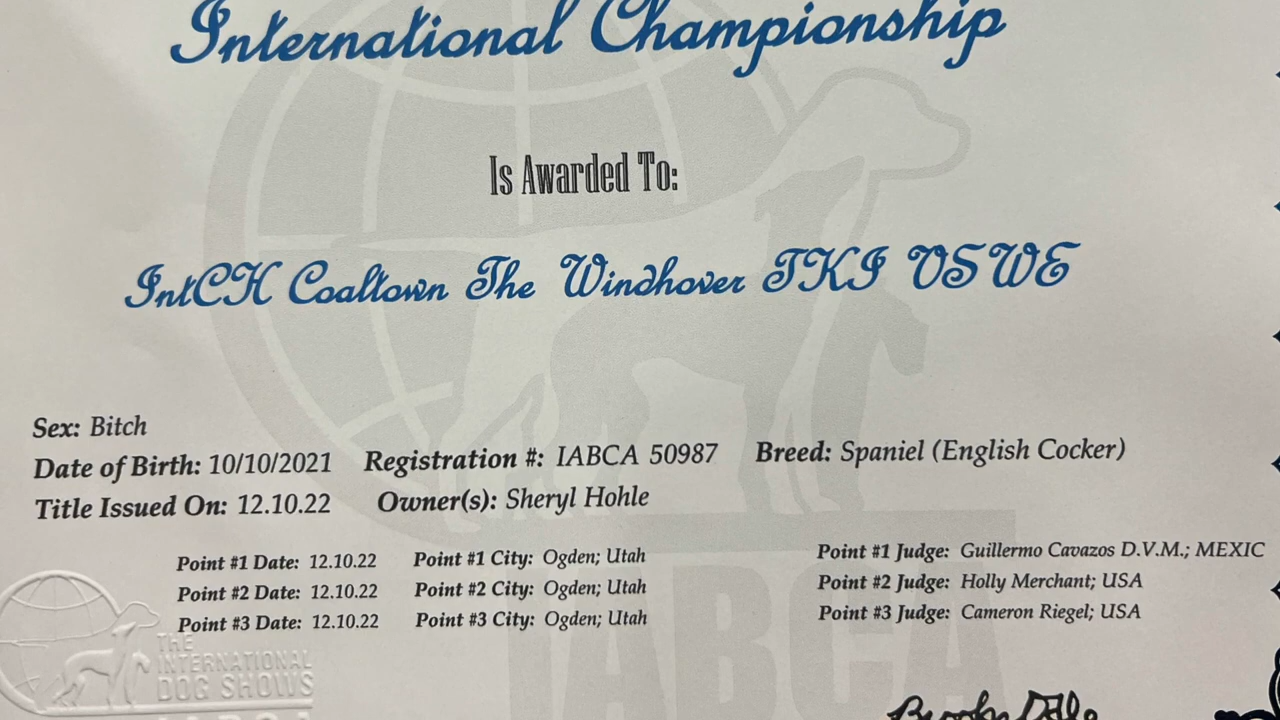 International Championship
Is Awarded To:
IntCH Coaltown The Windhover TKI VSWE
Sex: Bitch
Date of Birth: 10/10/2021 Registration #: IABCA 50987 Breed: Spaniel (English Cocker)
Title Issued On: 12.10.22 Owner(s): Sheryl Hohle
Point #1 Date: 12.10.22 Point #1 City: Ogden; Utah Point #1 Judge: Guillermo Cavazos D.V.M.; MEXIC
Point #2 Date: 12.10.22 Point #2 City: Ogden; Utah Point #2 Judge: Holly Merchant; USA
Point #3 Date: 12.10.22 Point #3 City: Ogden; Utah Point #3 Judge: Cameron Riegel; USA
IABCA
THE
INTERNATIONAL
DOG SHOWS
IABCA